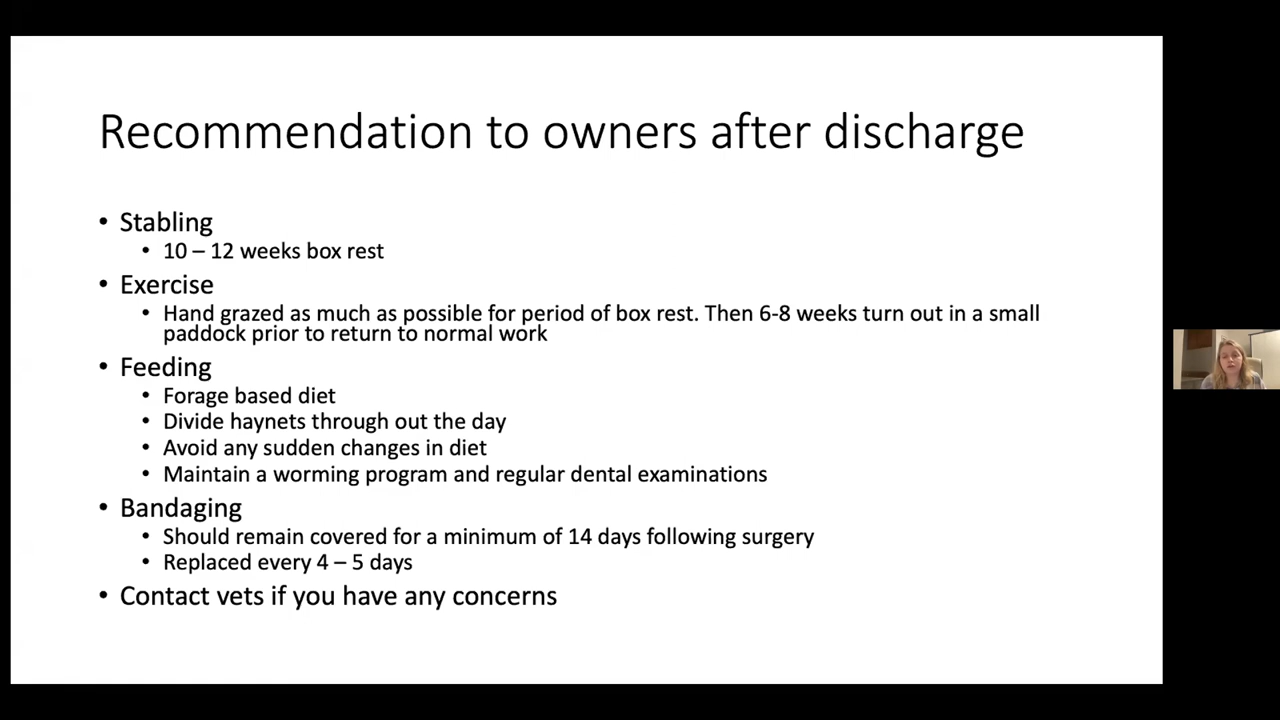 Recommendation to owners after discharge
• Stabling
• 10 – 12 weeks box rest
• Exercise
• Hand grazed as much as possible for period of box rest. Then 6-8 weeks turn out in a small
paddock prior to return to normal work
• Feeding
• Forage based diet
• Divide haynets through out the day
• Avoid any sudden changes in diet
• Maintain a worming program and regular dental examinations
• Bandaging
• Should remain covered for a minimum of 14 days following surgery
• Replaced every 4 – 5 days
• Contact vets if you have any concerns